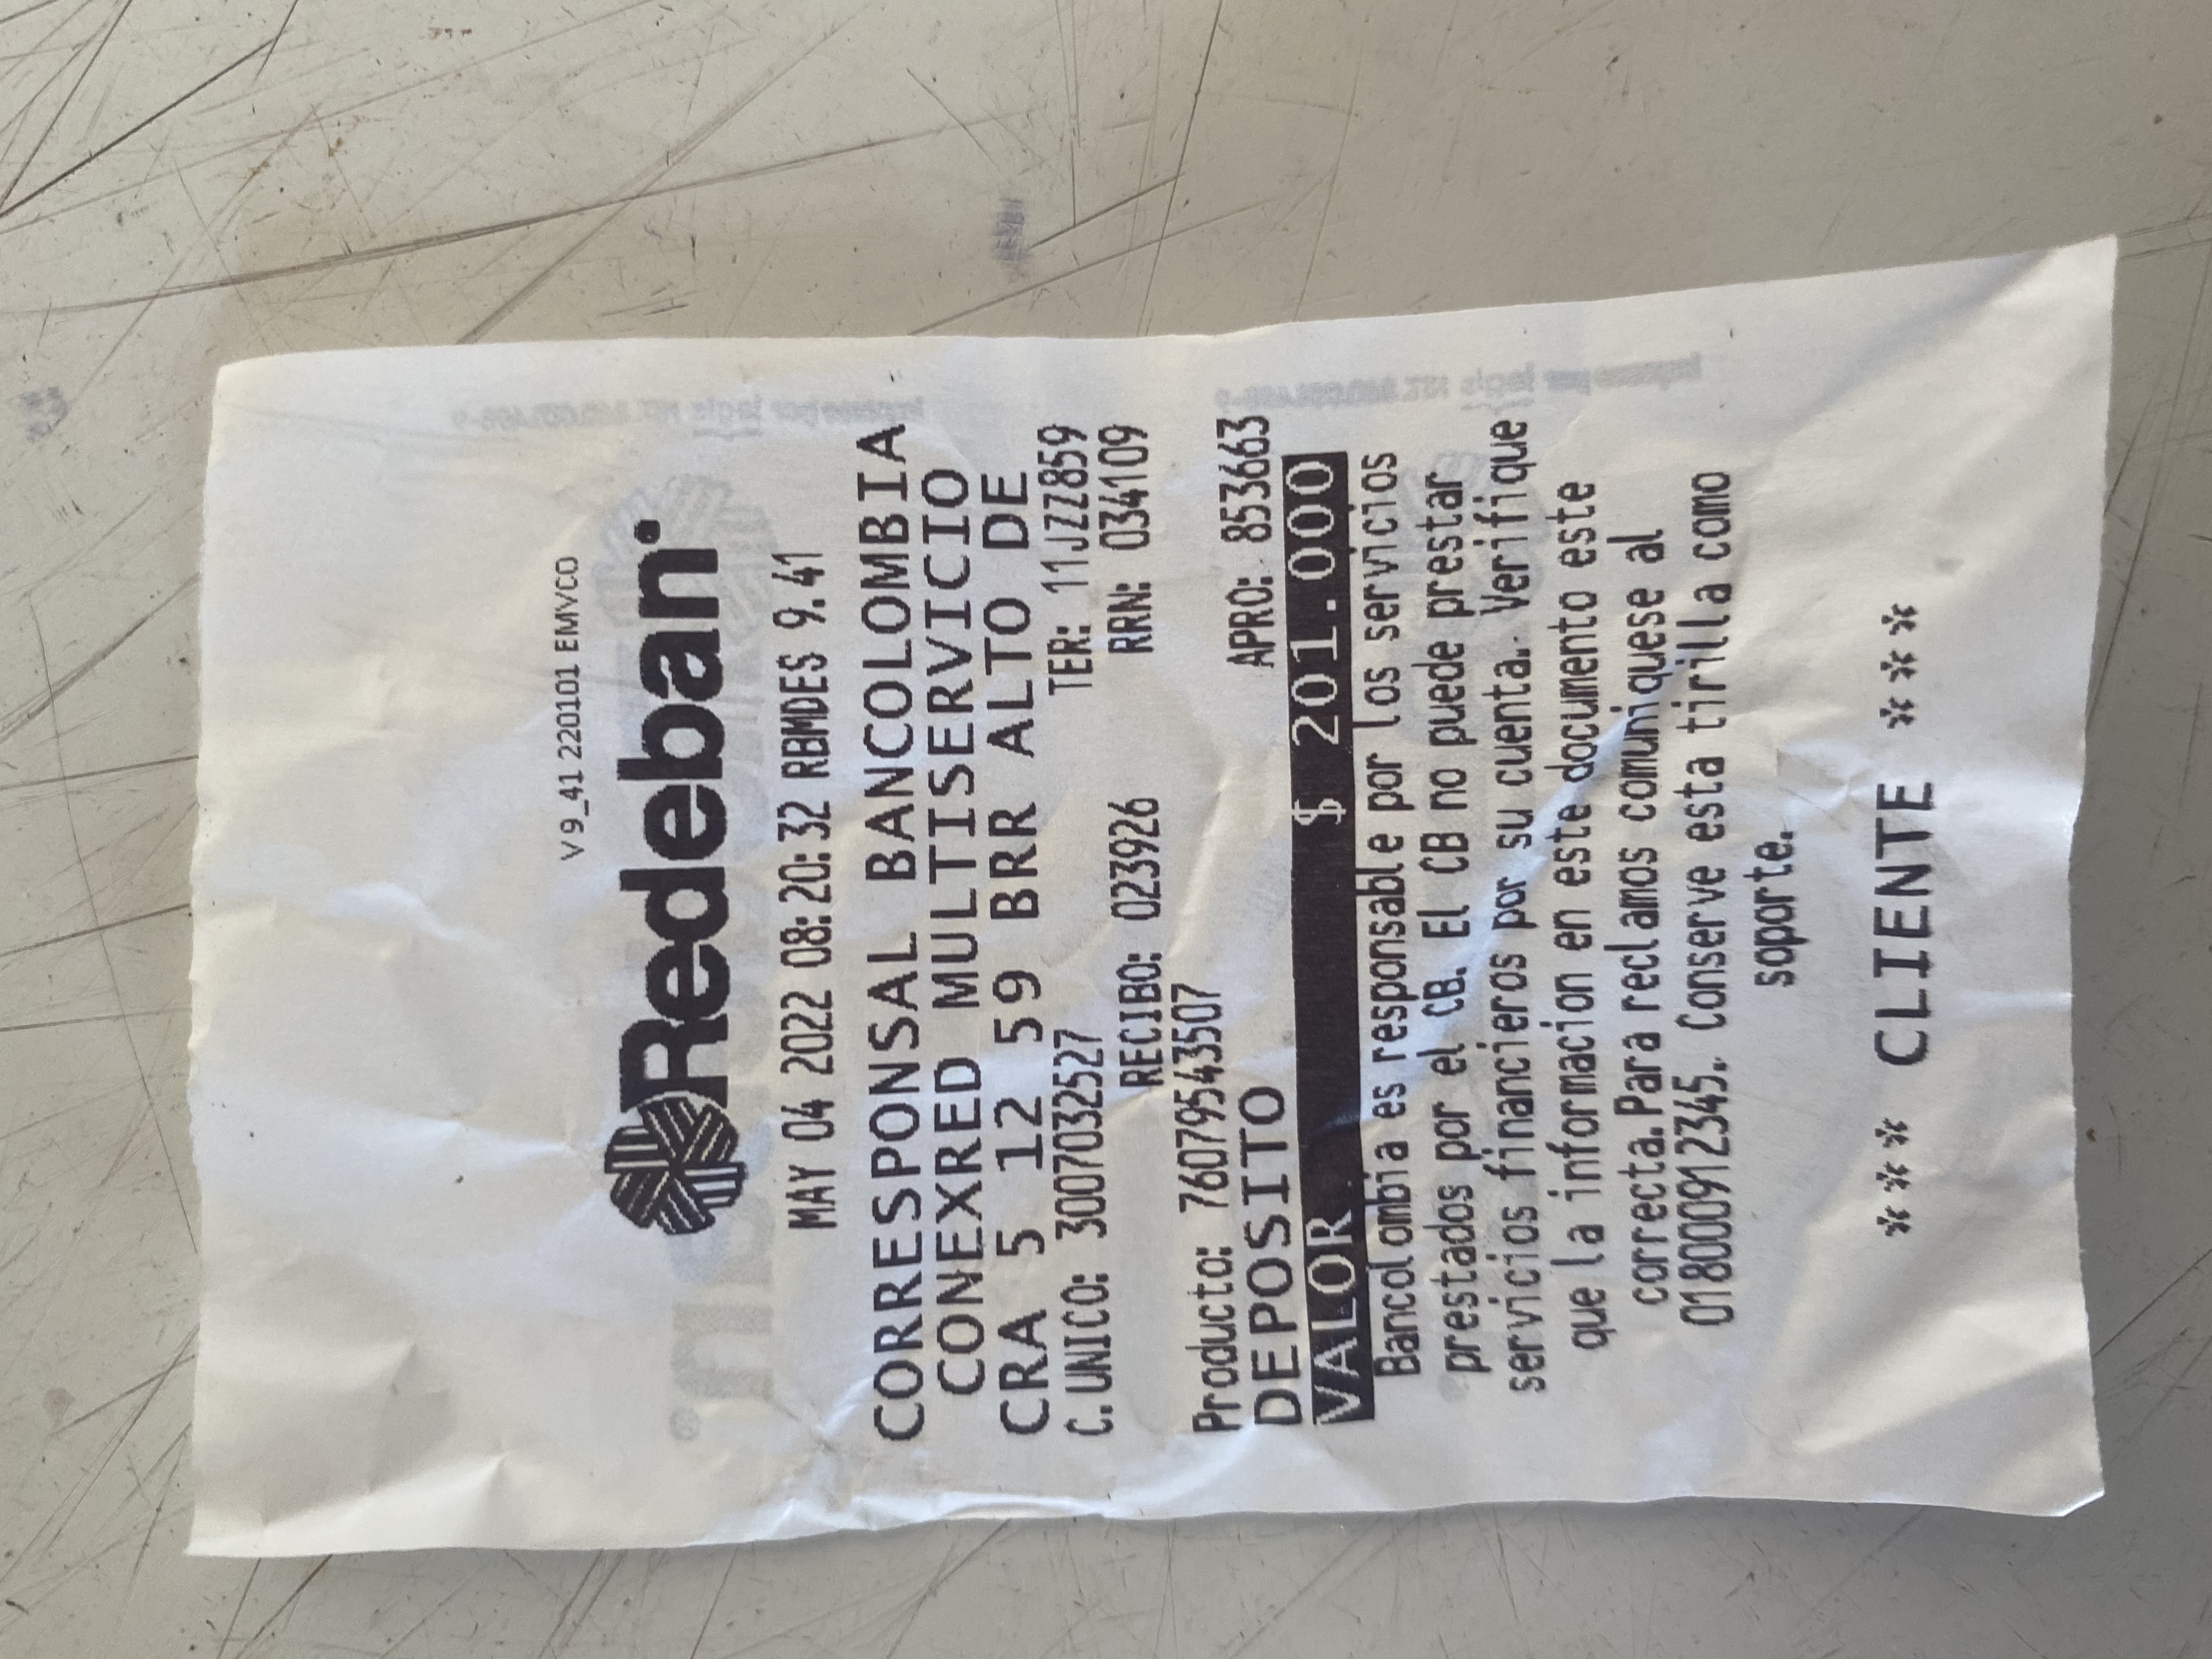 V 9_41 220101 EMVCO
Redeban
MAY 04 2022 08:20:32 RBMDES 9.41
CORRESPONSAL BANCOLOMBIA
CONEXRED MULTISERVICIO
CRA 5 12 59 BRR ALTO DE
C.UNICO: 3007032527 TER: 11JZZ859
RECIBO: 023926 RRN: 034109
Producto: 76079543507
DEPOSITO APRO: 853663
VALOR $ 201.000
Bancolombia es responsable por los servicios
prestados por el CB. El CB no puede prestar
servicios financieros por su cuenta. Verifique
que la informacion en este documento este
correcta.Para reclamos comuniquese al
018000912345. Conserve esta tirilla como
soporte.
*** CLIENTE ***